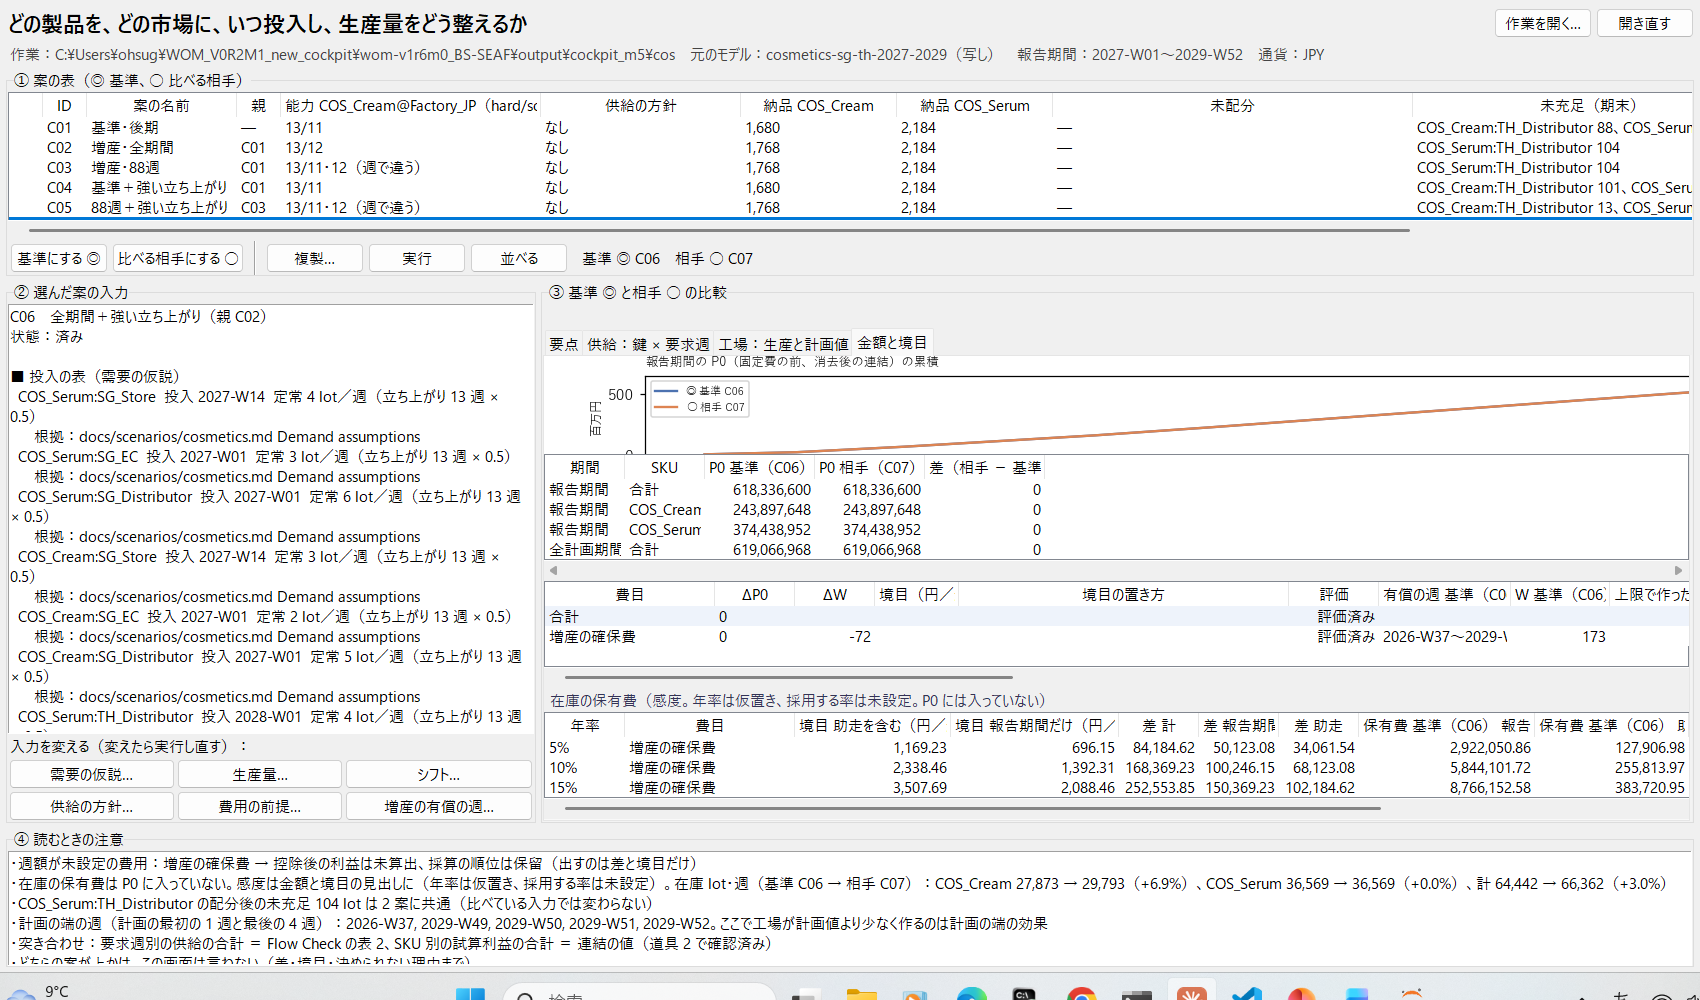 どの製品を、どの市場に、いつ投入し、生産量をどう整えるか
作業を開く... 開き直す
作業：C:¥Users¥ohsug¥WOM_V0R2M1_new_cockpit¥wom-v1r6m0_BS-SEAF¥output¥cockpit_m5¥cos 元のモデル：cosmetics-sg-th-2027-2029（写し） 報告期間：2027-W01～2029-W52 通貨：JPY
① 案の表（◎ 基準、○ 比べる相手）
ID 案の名前 親 能力 COS_Cream@Factory_JP（hard/sc 供給の方針 納品 COS_Cream 納品 COS_Serum 未配分 未充足（期末）
C01 基準・後期 — 13/11 なし 1,680 2,184 — COS_Cream:TH_Distributor 88、COS_Serun
C02 増産・全期間 C01 13/12 なし 1,768 2,184 — COS_Serum:TH_Distributor 104
C03 増産・88週 C01 13/11・12（週で違う） なし 1,768 2,184 — COS_Serum:TH_Distributor 104
C04 基準＋強い立ち上がり C01 13/11 なし 1,680 2,184 — COS_Cream:TH_Distributor 101、COS_Seru
C05 88週＋強い立ち上がり C03 13/11・12（週で違う） なし 1,768 2,184 — COS_Cream:TH_Distributor 13、COS_Serun
基準にする ◎ 比べる相手にする ○ 複製... 実行 並べる 基準 ◎ C06 相手 ○ C07
② 選んだ案の入力
C06 全期間＋強い立ち上がり（親 C02）
状態：済み
■ 投入の表（需要の仮説）
COS_Serum:SG_Store 投入 2027-W14 定常 4 lot／週（立ち上がり 13 週 ×
0.5）
根拠：docs/scenarios/cosmetics.md Demand assumptions
COS_Serum:SG_EC 投入 2027-W01 定常 3 lot／週（立ち上がり 13 週 × 0.5）
根拠：docs/scenarios/cosmetics.md Demand assumptions
COS_Serum:SG_Distributor 投入 2027-W01 定常 6 lot／週（立ち上がり 13 週
× 0.5）
根拠：docs/scenarios/cosmetics.md Demand assumptions
COS_Cream:SG_Store 投入 2027-W14 定常 3 lot／週（立ち上がり 13 週 ×
0.5）
根拠：docs/scenarios/cosmetics.md Demand assumptions
COS_Cream:SG_EC 投入 2027-W01 定常 2 lot／週（立ち上がり 13 週 × 0.5）
根拠：docs/scenarios/cosmetics.md Demand assumptions
COS_Cream:SG_Distributor 投入 2027-W01 定常 5 lot／週（立ち上がり 13 週
× 0.5）
根拠：docs/scenarios/cosmetics.md Demand assumptions
COS_Serum:TH_Distributor 投入 2028-W01 定常 4 lot／週（立ち上がり 13 週
入力を変える（変えたら実行し直す）：
需要の仮説... 生産量... シフト...
供給の方針... 費用の前提... 増産の有償の週...
③ 基準 ◎ と相手 ○ の比較
要点 供給：鍵 × 要求週 工場：生産と計画値 金額と境目
報告期間の P0（固定費の前、消去後の連結）の累積
500
百万円
◎ 基準 C06
○ 相手 C07
期間 SKU P0 基準（C06） P0 相手（C07） 差（相手 － 基準
報告期間 合計 618,336,600 618,336,600 0
報告期間 COS_Cream 243,897,648 243,897,648 0
報告期間 COS_Serum 374,438,952 374,438,952 0
全計画期間 合計 619,066,968 619,066,968 0
費目 ΔP0 ΔW 境目（円／ 境目の置き方 評価 有償の週 基準（C0 W 基準（C06） 上限で作った
合計 0 評価済み
増産の確保費 0 -72 評価済み 2026-W37～2029-V 173
在庫の保有費（感度。年率は仮置き、採用する率は未設定。P0 には入っていない）
年率 費目 境目 助走を含む（円／ 境目 報告期間だけ（円／ 差 計 差 報告期間 差 助走 保有費 基準（C06） 報告 保有費 基準（C06） 助
5% 増産の確保費 1,169.23 696.15 84,184.62 50,123.08 34,061.54 2,922,050.86 127,906.98
10% 増産の確保費 2,338.46 1,392.31 168,369.23 100,246.15 68,123.08 5,844,101.72 255,813.97
15% 増産の確保費 3,507.69 2,088.46 252,553.85 150,369.23 102,184.62 8,766,152.58 383,720.95
④ 読むときの注意
・週額が未設定の費用：増産の確保費 → 控除後の利益は未算出、採算の順位は保留（出すのは差と境目だけ）
・在庫の保有費は P0 に入っていない。感度は金額と境目の見出しに（年率は仮置き、採用する率は未設定）。在庫 lot・週（基準 C06 → 相手 C07）：COS_Cream 27,873 → 29,793（+6.9%）、COS_Serum 36,569 → 36,569（+0.0%）、計 64,442 → 66,362（+3.0%）
・COS_Serum:TH_Distributor の配分後の未充足 104 lot は 2 案に共通（比べている入力では変わらない）
・計画の端の週（計画の最初の 1 週と最後の 4 週）：2026-W37, 2029-W49, 2029-W50, 2029-W51, 2029-W52。ここで工場が計画値より少なく作るのは計画の端の効果
・突き合わせ：要求週別の供給の合計 ＝ Flow Check の表 2、SKU 別の試算利益の合計 ＝ 連結の値（道具 2 で確認済み）
・どちらの案が上かは、この画面は言わない（差・境目・決められない理由まで）
9°C
検索